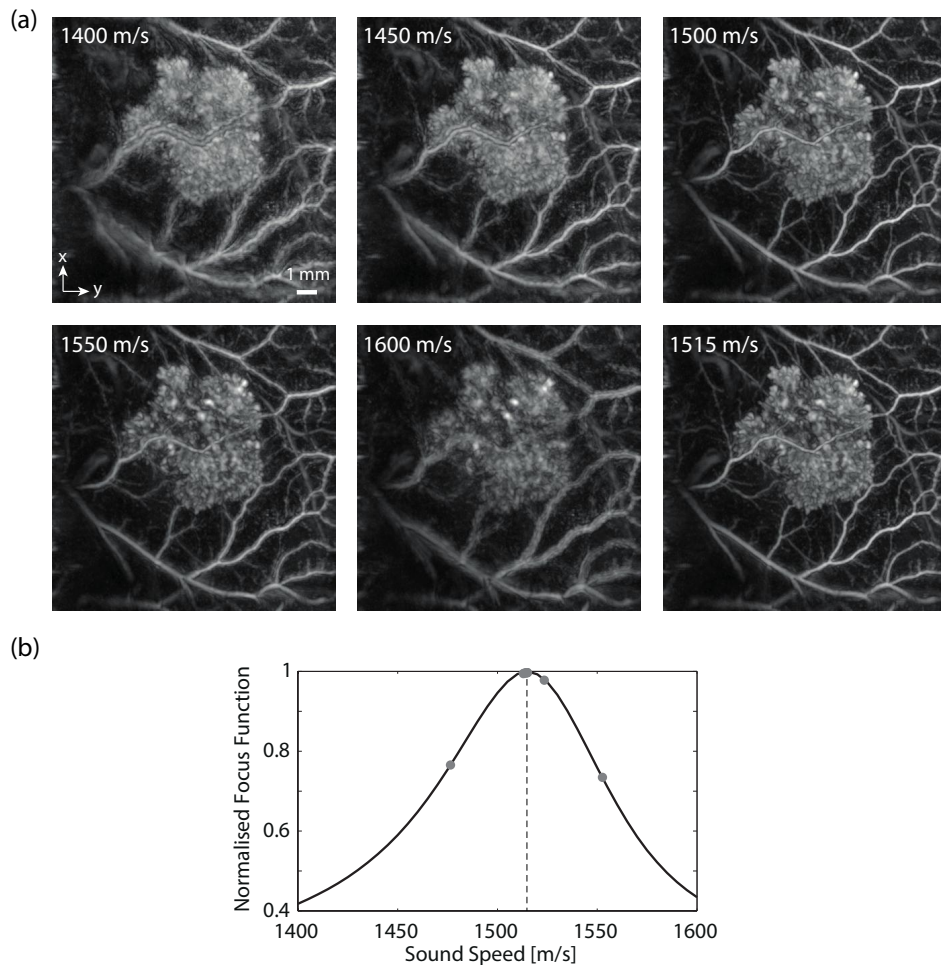 (a)
1400 m/s
1450 m/s
1500 m/s
x
y
1 mm
1550 m/s
1600 m/s
1515 m/s
(b)
Normalised Focus Function
1
0.8
0.6
0.4
1400
1450
1500
1550
1600
Sound Speed [m/s]